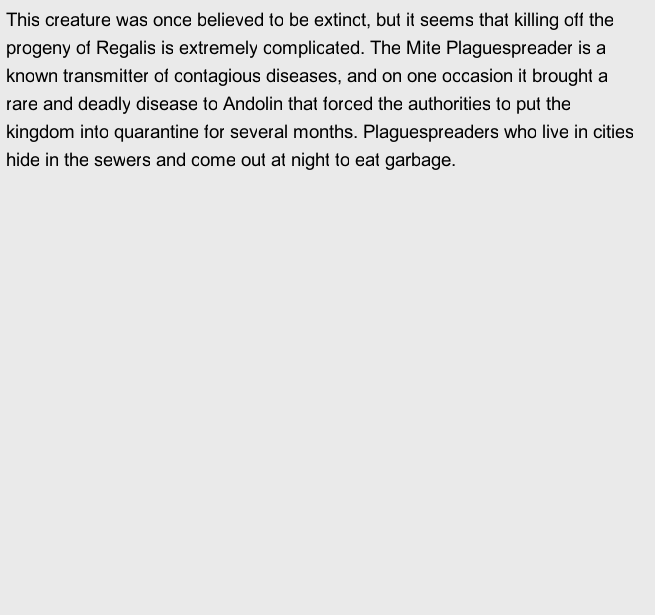 This creature was once believed to be extinct, but it seems that killing off the
progeny of Regalis is extremely complicated. The Mite Plaguespreader is a
known transmitter of contagious diseases, and on one occasion it brought a
rare and deadly disease to Andolin that forced the authorities to put the
kingdom into quarantine for several months. Plaguespreaders who live in cities
hide in the sewers and come out at night to eat garbage.